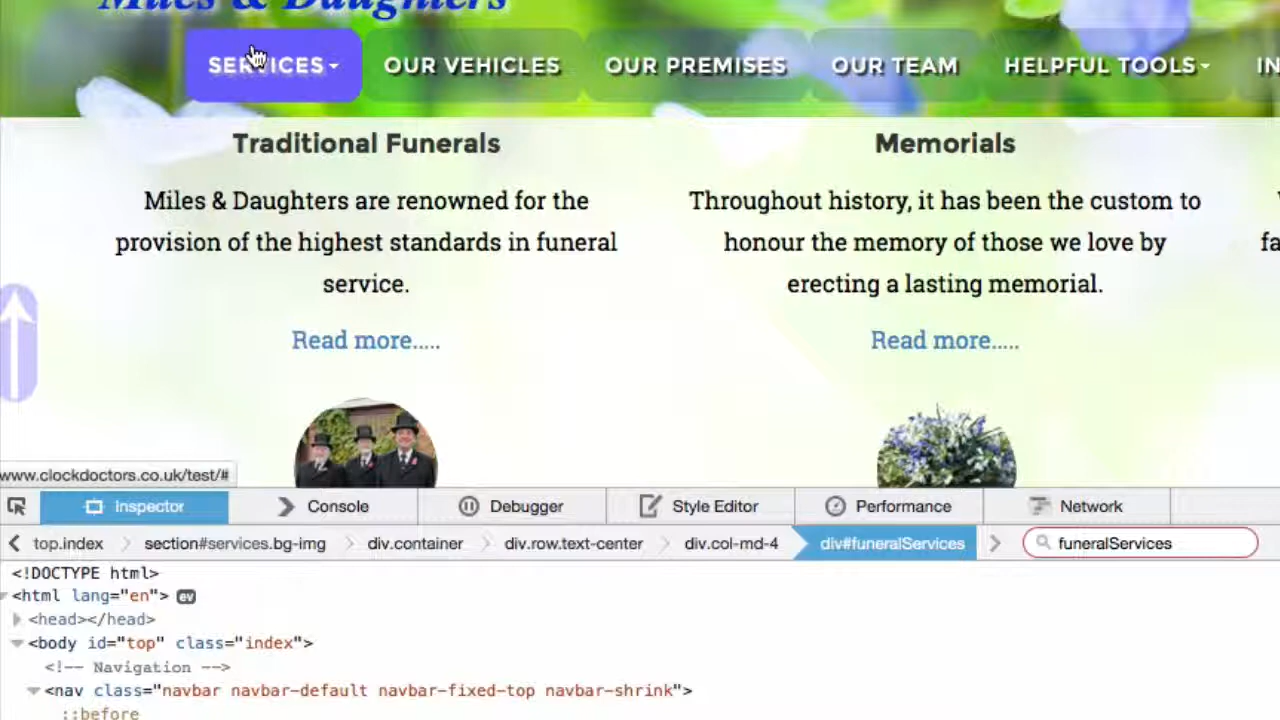 Miles & Daughters
SERVICES OUR VEHICLES OUR PREMISES OUR TEAM HELPFUL TOOLS IN
Traditional Funerals
Miles & Daughters are renowned for the
provision of the highest standards in funeral
service.
Read more.....
Memorials
Throughout history, it has been the custom to
honour the memory of those we love by
erecting a lasting memorial.
Read more.....
www.clockdoctors.co.uk/test/#
Inspector Console Debugger Style Editor Performance Network
top.index section#services.bg-img div.container div.row.text-center div.col-md-4 div#funeralServices funeralServices
<!DOCTYPE html>
<html lang="en"> ev
<head></head>
<body id="top" class="index">
<!-- Navigation -->
<nav class="navbar navbar-default navbar-fixed-top navbar-shrink">
::before